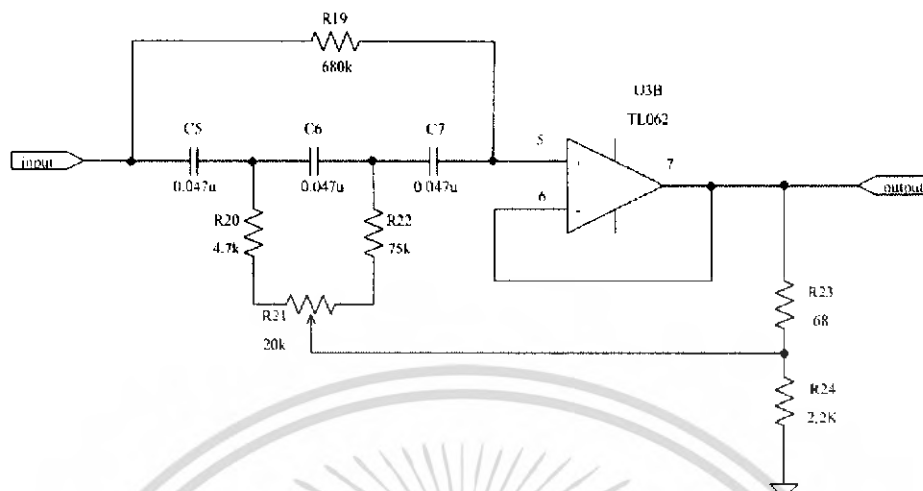 R19
680k
U3B
TL062
C5
C6
C7
5
7
input
output
0.047u
0.047u
0.047u
6
R20
4.7k
R22
75k
R21
20k
R23
68
R24
2.2K